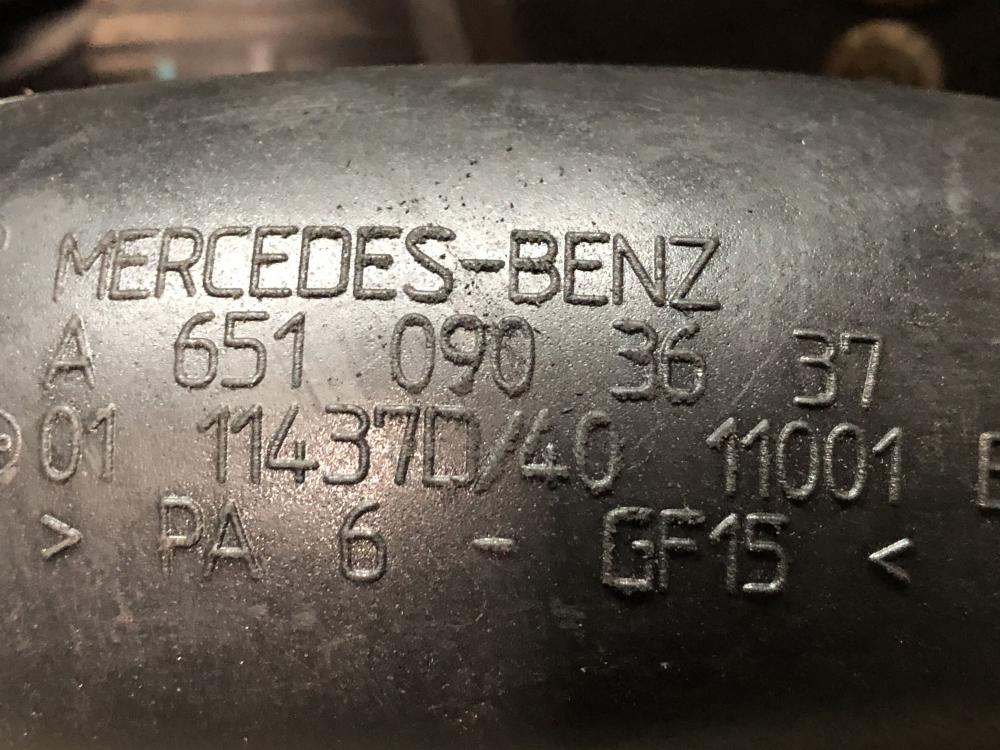 MERCEDES-BENZ
A 651 090 36 37
01 11437D/40 11001
> PA 6 - GF15 <